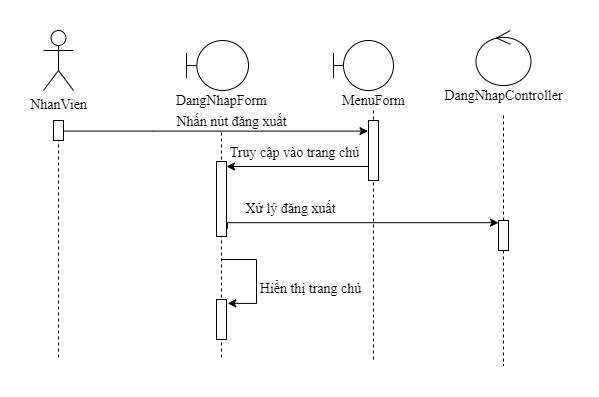 NhanVien
DangNhapForm
MenuForm
DangNhapController
Nhấn nút đăng xuất
Truy cập vào trang chủ
Xử lý đăng xuất
Hiển thị trang chủ